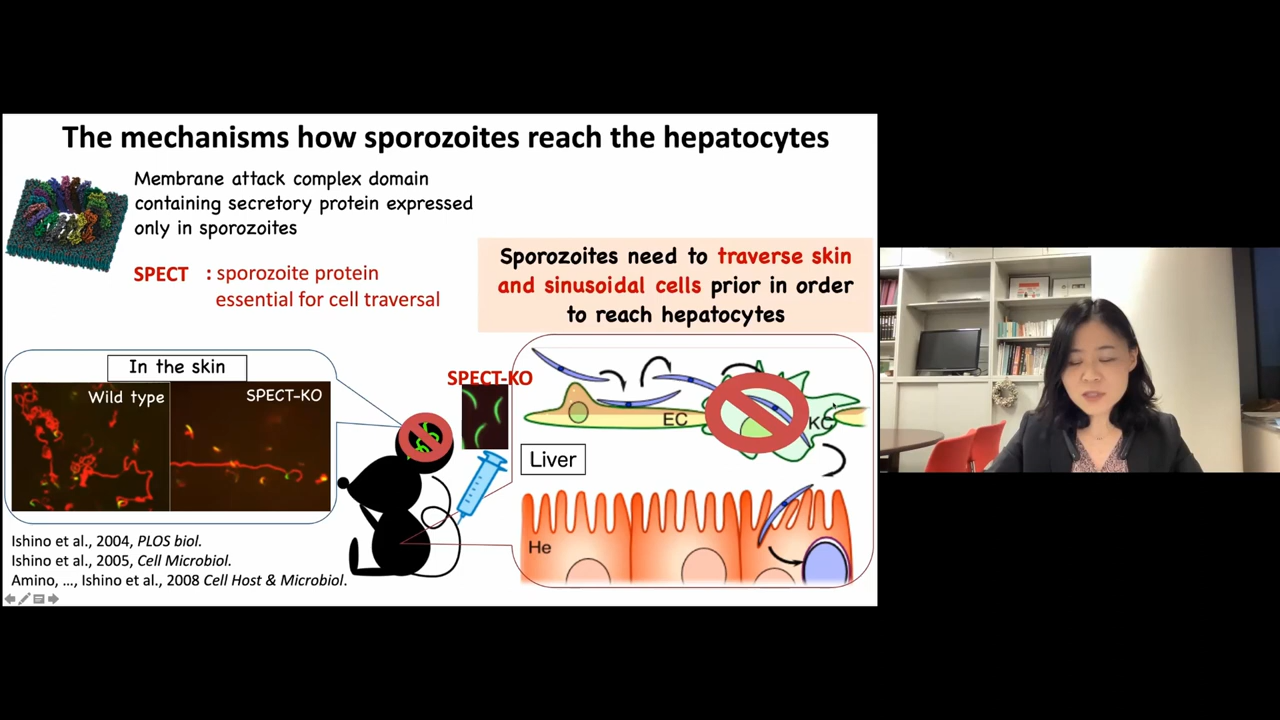 The mechanisms how sporozoites reach the hepatocytes
Membrane attack complex domain
containing secretory protein expressed
only in sporozoites
SPECT : sporozoite protein
essential for cell traversal
Sporozoites need to traverse skin
and sinusoidal cells prior in order
to reach hepatocytes
In the skin
Wild type
SPECT-KO
SPECT-KO
EC
KC
Liver
He
Ishino et al., 2004, PLOS biol.
Ishino et al., 2005, Cell Microbiol.
Amino, ..., Ishino et al., 2008 Cell Host & Microbiol.